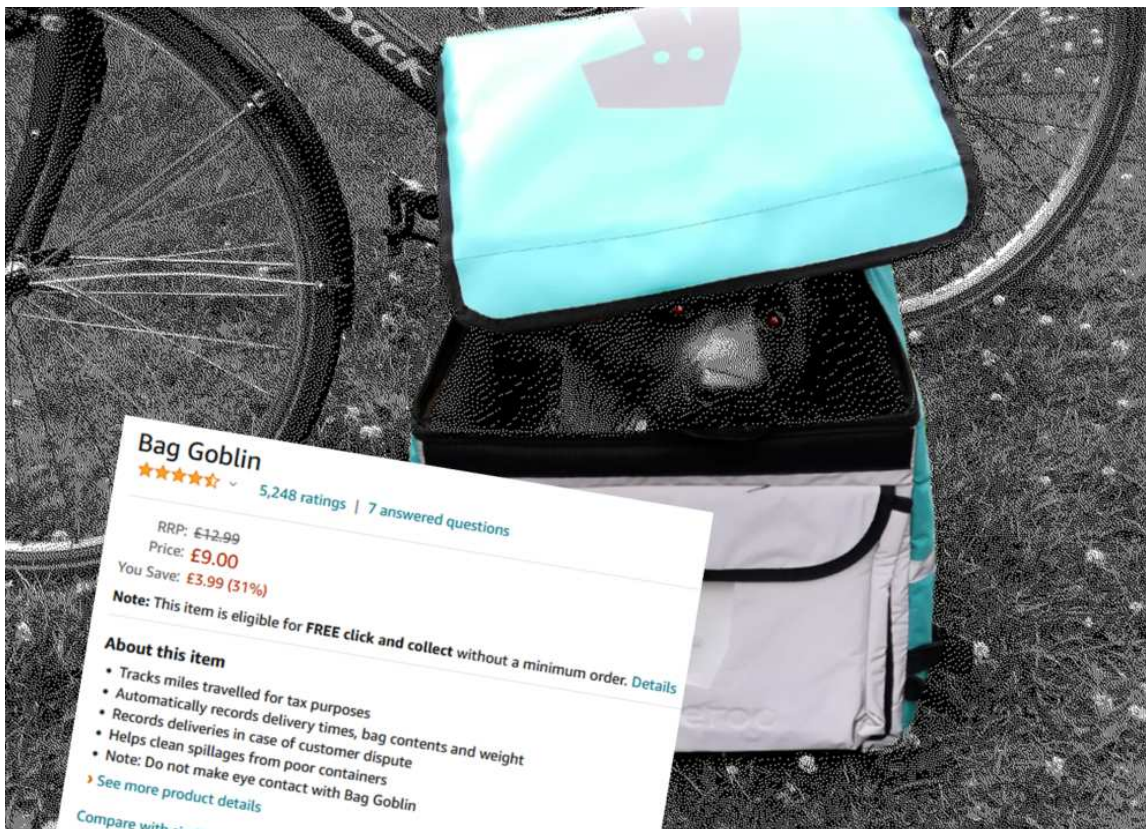 Bag Goblin
5,248 ratings | 7 answered questions
RRP: £12.99
Price: £9.00
You Save: £3.99 (31%)
Note: This item is eligible for FREE click and collect without a minimum order. Details
About this item
• Tracks miles travelled for tax purposes
• Automatically records delivery times, bag contents and weight
• Records deliveries in case of customer dispute
• Helps clean spillages from poor containers
• Note: Do not make eye contact with Bag Goblin
› See more product details
Compare with